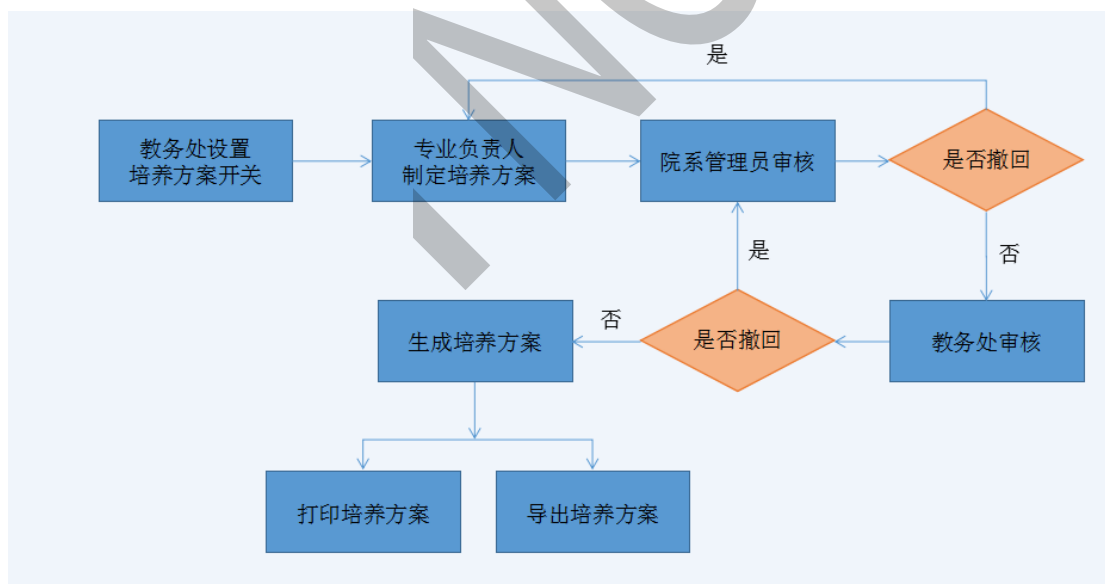 是
教务处设置
培养方案开关
专业负责人
制定培养方案
院系管理员审核
是否撤回
是
否
生成培养方案
否
是否撤回
教务处审核
打印培养方案
导出培养方案